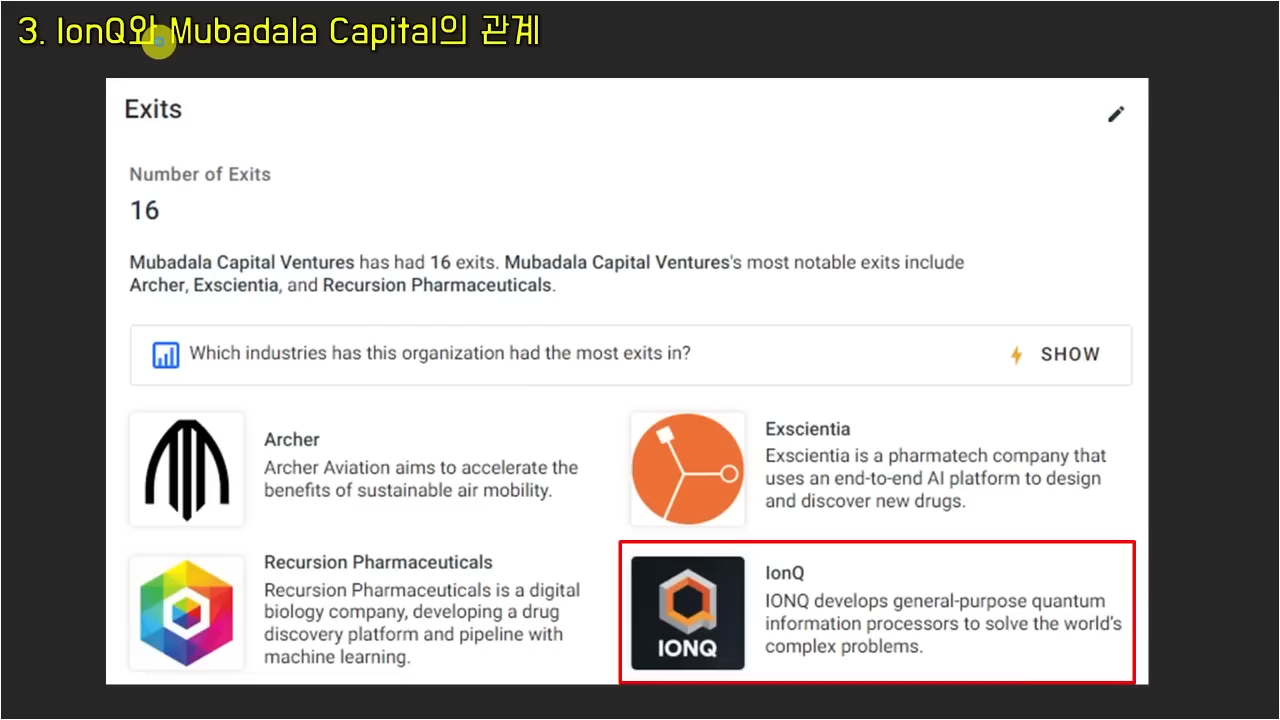 3. IonQ와 Mubadala Capital의 관계
Exits
Number of Exits
16
Mubadala Capital Ventures has had 16 exits. Mubadala Capital Ventures's most notable exits include
Archer, Exscientia, and Recursion Pharmaceuticals.
Which industries has this organization had the most exits in?
SHOW
Archer
Archer Aviation aims to accelerate the
benefits of sustainable air mobility.
Exscientia
Exscientia is a pharmatech company that
uses an end-to-end AI platform to design
and discover new drugs.
Recursion Pharmaceuticals
Recursion Pharmaceuticals is a digital
biology company, developing a drug
discovery platform and pipeline with
machine learning.
IONQ
IonQ
IONQ develops general-purpose quantum
information processors to solve the world's
complex problems.